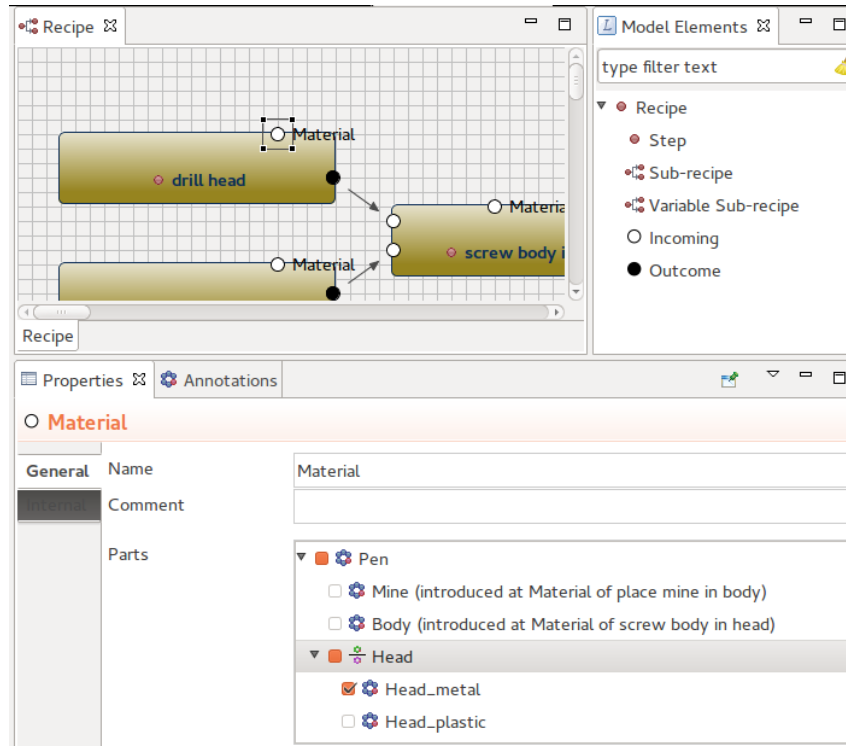 Recipe
Material
drill head
Materia
screw body i
Material
Recipe
Model Elements
type filter text
Recipe
Step
Sub-recipe
Variable Sub-recipe
Incoming
Outcome
Properties
Annotations
Material
General
Internal
Name
Material
Comment
Parts
Pen
Mine (introduced at Material of place mine in body)
Body (introduced at Material of screw body in head)
Head
Head_metal
Head_plastic